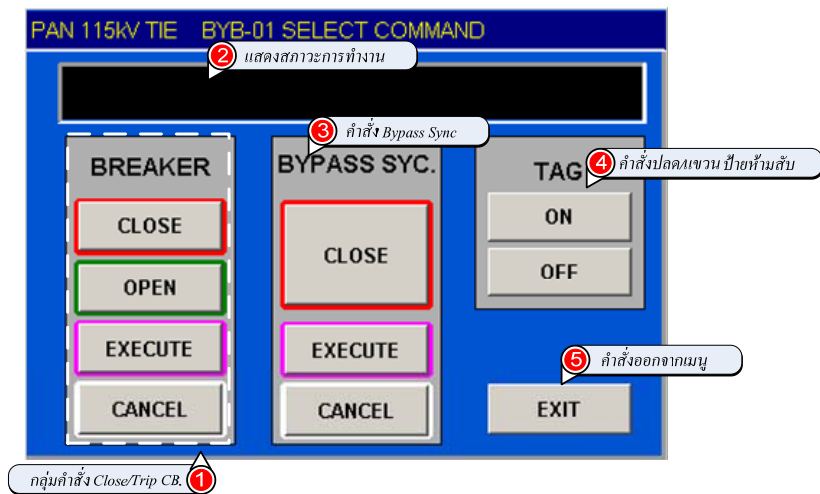 PAN 115kV TIE BYB-01 SELECT COMMAND
2 แสดงสภาวะการทำงาน
3 คำสั่ง Bypass Sync
4 คำสั่งปลด/แขวน ป้ายห้ามสับ
BREAKER
CLOSE
OPEN
EXECUTE
CANCEL
BYPASS SYC.
CLOSE
EXECUTE
CANCEL
TAG
ON
OFF
5 คำสั่งออกจากเมนู
EXIT
กลุ่มคำสั่ง Close/Trip CB. 1